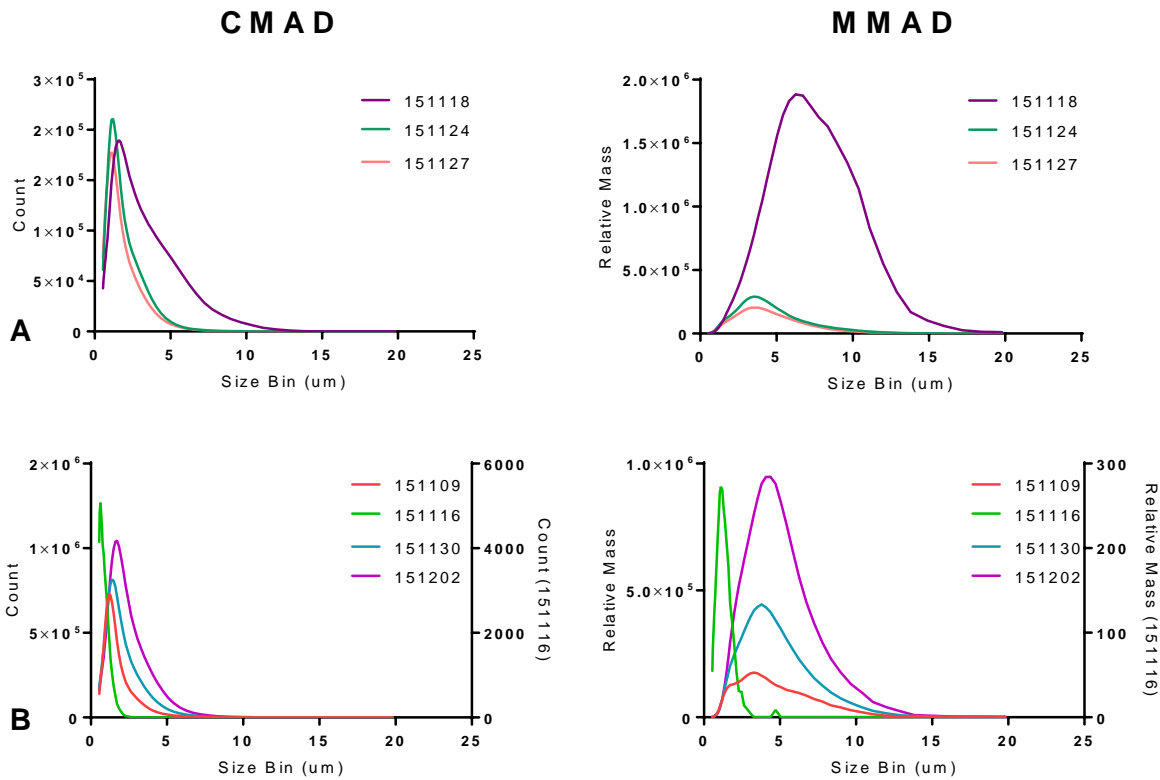 CMAD
MMAD
A
3×10⁵
2×10⁵
2×10⁵
1×10⁵
5×10⁴
0
Count
0 5 10 15 20 25
Size Bin (um)
151118
151124
151127
2.0×10⁶
1.5×10⁶
1.0×10⁶
5.0×10⁵
0
Relative Mass
0 5 10 15 20 25
Size Bin (um)
151118
151124
151127
B
2×10⁶
1×10⁶
5×10⁵
0
Count
0 5 10 15 20 25
Size Bin (um)
151109
151116
151130
151202
6000
4000
2000
0
Count (151116)
1.0×10⁶
5.0×10⁵
0
Relative Mass
0 5 10 15 20 25
Size Bin (um)
151109
151116
151130
151202
300
200
100
0
Relative Mass (151116)